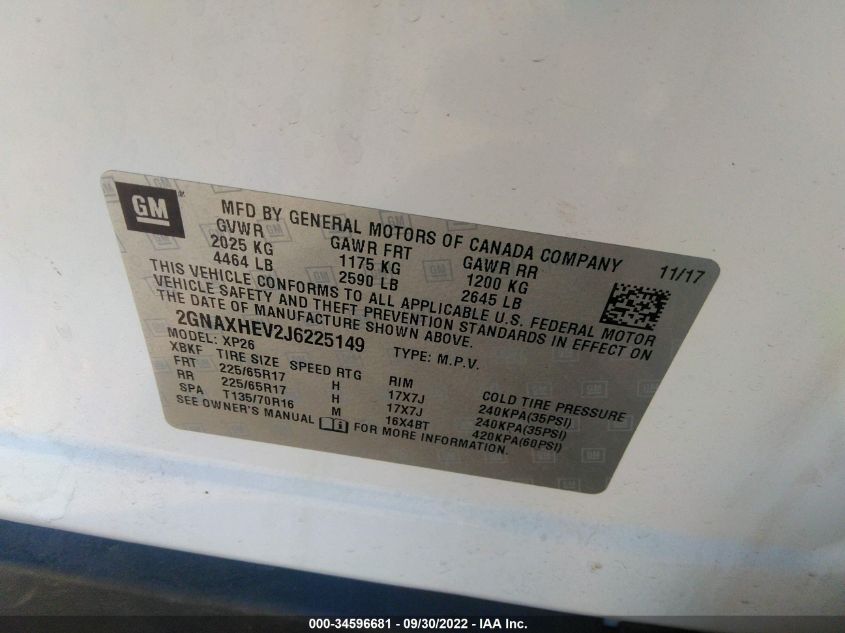 GM
MFD BY GENERAL MOTORS OF CANADA COMPANY 11/17
GVWR GAWR FRT GAWR RR
2025 KG 1175 KG 1200 KG
4464 LB 2590 LB 2645 LB
THIS VEHICLE CONFORMS TO ALL APPLICABLE U.S. FEDERAL MOTOR
VEHICLE SAFETY AND THEFT PREVENTION STANDARDS IN EFFECT ON
THE DATE OF MANUFACTURE SHOWN ABOVE.
2GNAXHEV2J6225149 TYPE: M.P.V.
MODEL: XP26
XBKF TIRE SIZE SPEED RTG RIM COLD TIRE PRESSURE
FRT 225/65R17 H 17X7J 240KPA(35PSI)
RR 225/65R17 H 17X7J 240KPA(35PSI)
SPA T135/70R16 M 16X4BT 420KPA(60PSI)
SEE OWNER'S MANUAL FOR MORE INFORMATION.
000-34596681 - 09/30/2022 - IAA Inc.